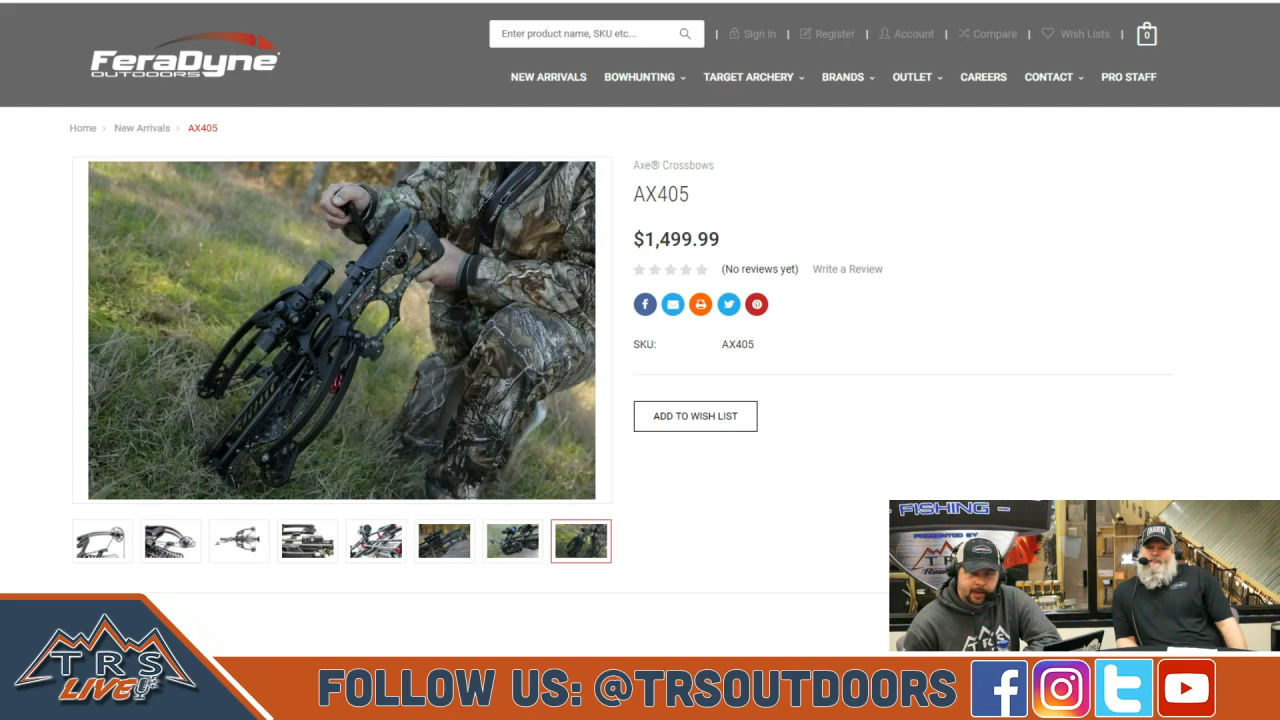 FeraDyne
OUTDOORS
Enter product name, SKU etc...
Sign in
Register
Account
Compare
Wish Lists
0
NEW ARRIVALS
BOWHUNTING
TARGET ARCHERY
BRANDS
OUTLET
CAREERS
CONTACT
PRO STAFF
Home > New Arrivals > AX405
Axe® Crossbows
AX405
$1,499.99
(No reviews yet) Write a Review
SKU: AX405
ADD TO WISH LIST
- FISHING -
PRESENTED BY
TRS
LIVE
FOLLOW US: @TRSOUTDOORS